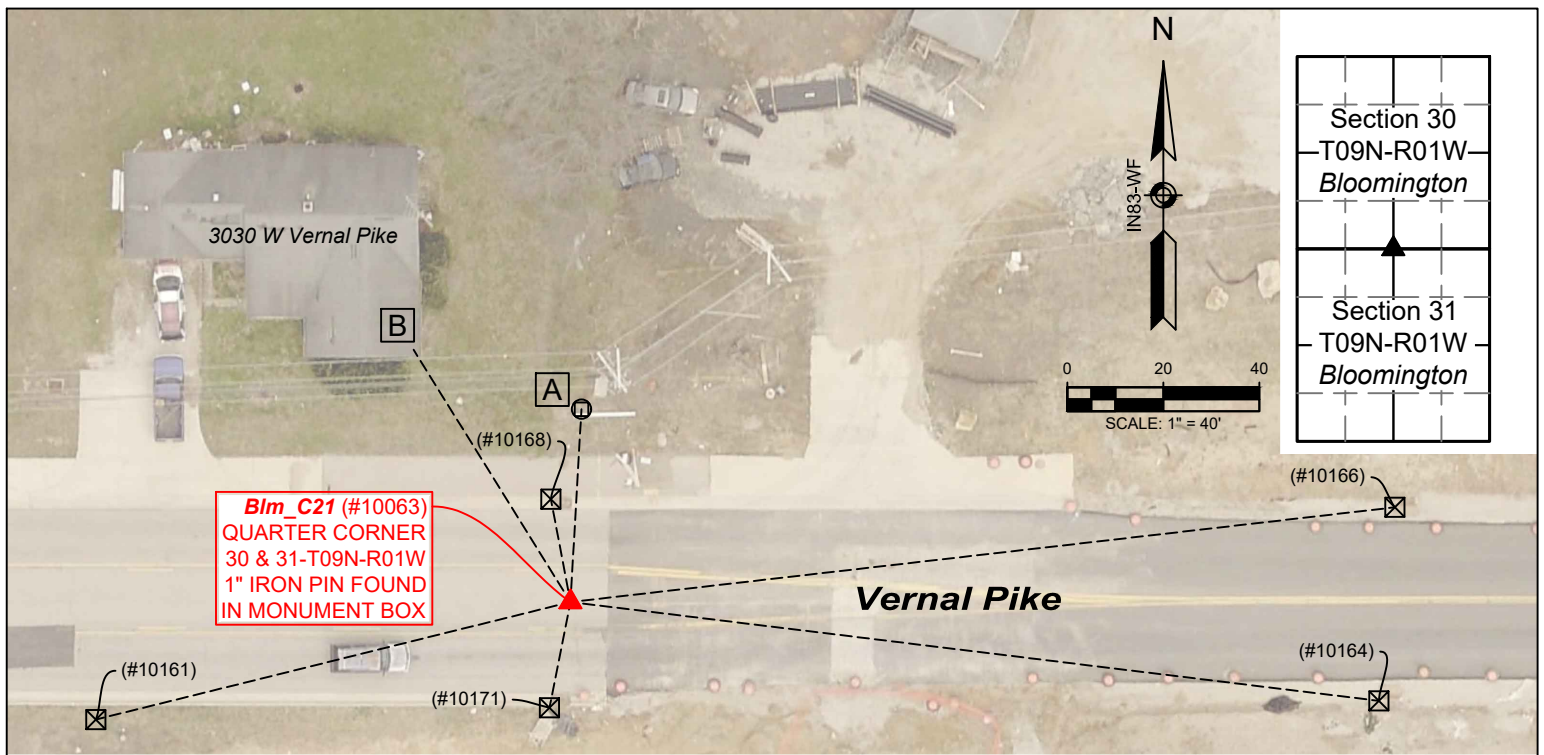 N
IN83-WF
Section 30
T09N-R01W
Bloomington
Section 31
T09N-R01W
Bloomington
3030 W Vernal Pike
B
A
0 20 40
SCALE: 1" = 40'
(#10168)
(#10166)
Blm_C21 (#10063)
QUARTER CORNER
30 & 31-T09N-R01W
1" IRON PIN FOUND
IN MONUMENT BOX
Vernal Pike
(#10161)
(#10171)
(#10164)